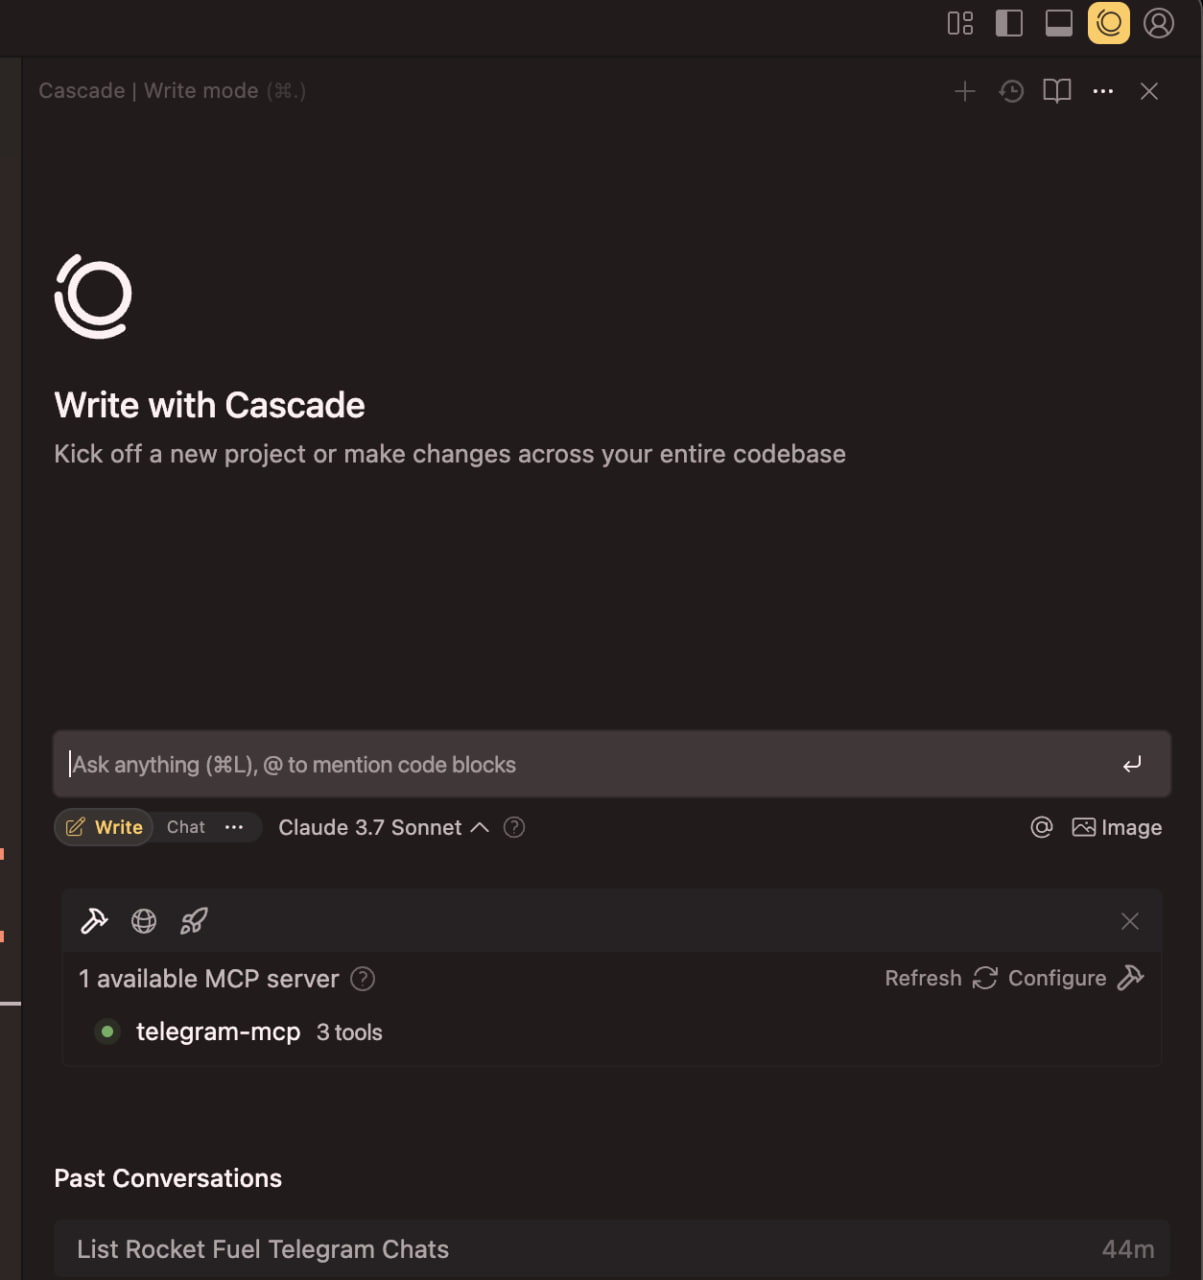 Cascade | Write mode (⌘.)
Write with Cascade
Kick off a new project or make changes across your entire codebase
Ask anything (⌘L), @ to mention code blocks
Write Chat ··· Claude 3.7 Sonnet
@ Image
1 available MCP server
Refresh Configure
telegram-mcp 3 tools
Past Conversations
List Rocket Fuel Telegram Chats 44m